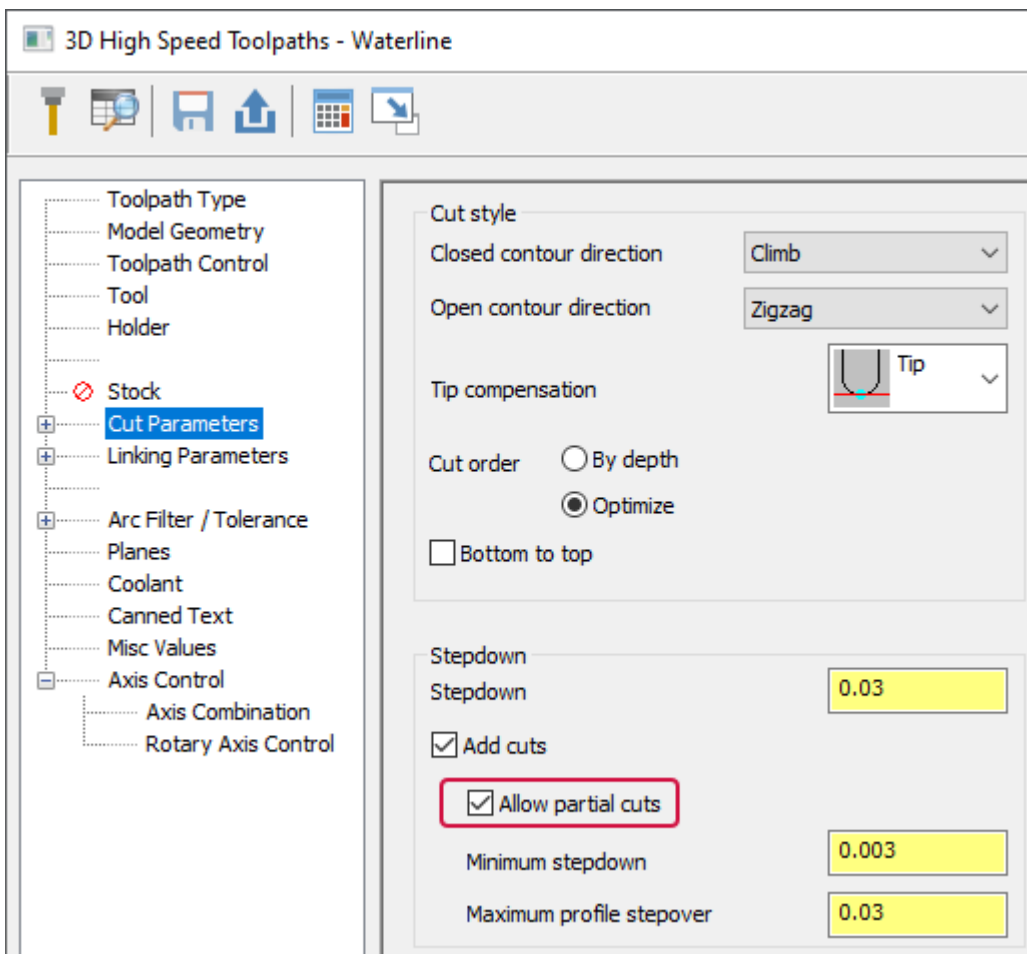 3D High Speed Toolpaths - Waterline
Toolpath Type
Model Geometry
Toolpath Control
Tool
Holder
Stock
Cut Parameters
Linking Parameters
Arc Filter / Tolerance
Planes
Coolant
Canned Text
Misc Values
Axis Control
Axis Combination
Rotary Axis Control
Cut style
Closed contour direction Climb
Open contour direction Zigzag
Tip compensation Tip
Cut order By depth
Optimize
Bottom to top
Stepdown
Stepdown 0.03
Add cuts
Allow partial cuts
Minimum stepdown 0.003
Maximum profile stepover 0.03